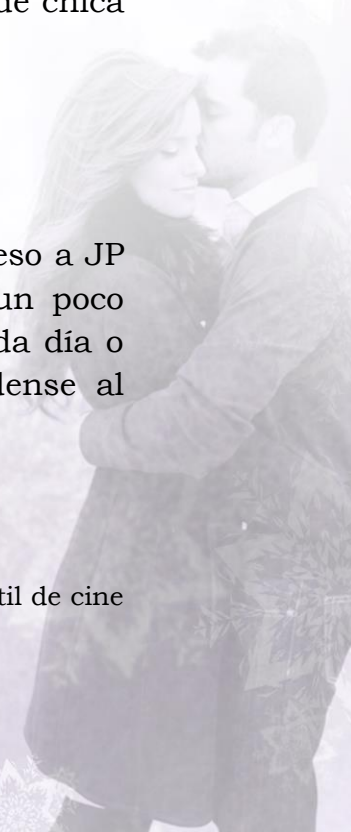 de chica
eso a JP
un poco
da día o
dense al
til de cine